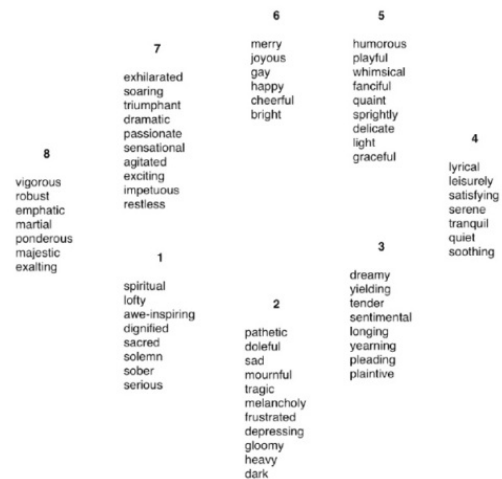 6
merry
joyous
gay
happy
cheerful
bright
5
humorous
playful
whimsical
fanciful
quaint
sprightly
delicate
light
graceful
7
exhilarated
soaring
triumphant
dramatic
passionate
sensational
agitated
exciting
impetuous
restless
4
lyrical
leisurely
satisfying
serene
tranquil
quiet
soothing
8
vigorous
robust
emphatic
martial
ponderous
majestic
exalting
3
dreamy
yielding
tender
sentimental
longing
yearning
pleading
plaintive
1
spiritual
lofty
awe-inspiring
dignified
sacred
solemn
sober
serious
2
pathetic
doleful
sad
mournful
tragic
melancholy
frustrated
depressing
gloomy
heavy
dark